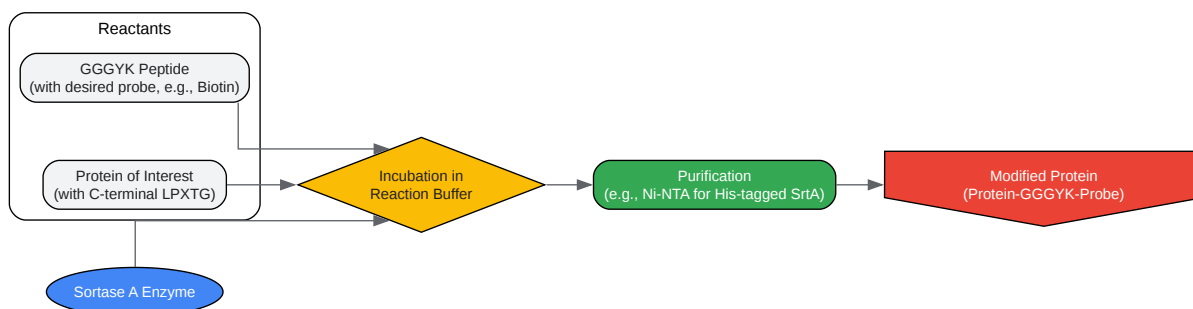 Reactants
GGGYK Peptide
(with desired probe, e.g., Biotin)
Protein of Interest
(with C-terminal LPXTG)
Incubation in
Reaction Buffer
Purification
(e.g., Ni-NTA for His-tagged SrtA)
Modified Protein
(Protein-GGGYK-Probe)
Sortase A Enzyme